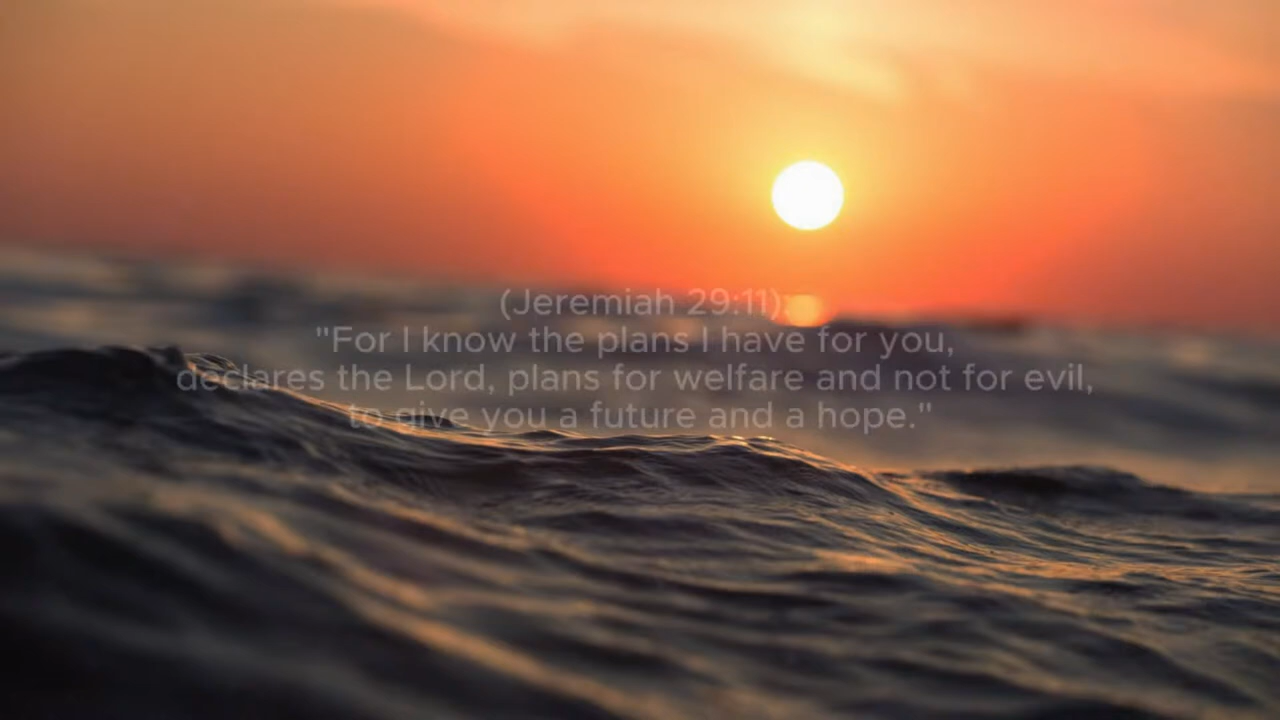 (Jeremiah 29:11)
"For I know the plans I have for you,
declares the Lord, plans for welfare and not for evil,
to give you a future and a hope."